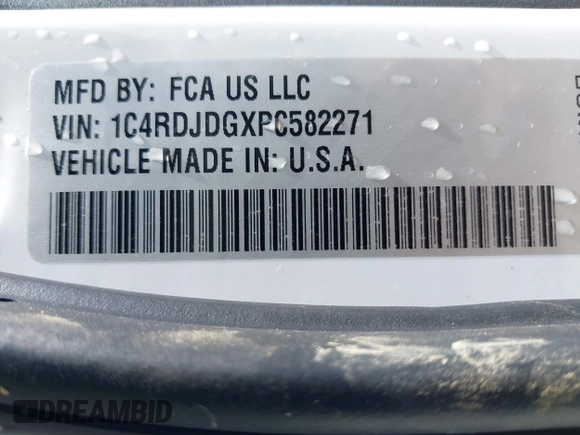 MFD BY: FCA US LLC
VIN: 1C4RDJDGXPC582271
VEHICLE MADE IN: U.S.A.
DREAMBID